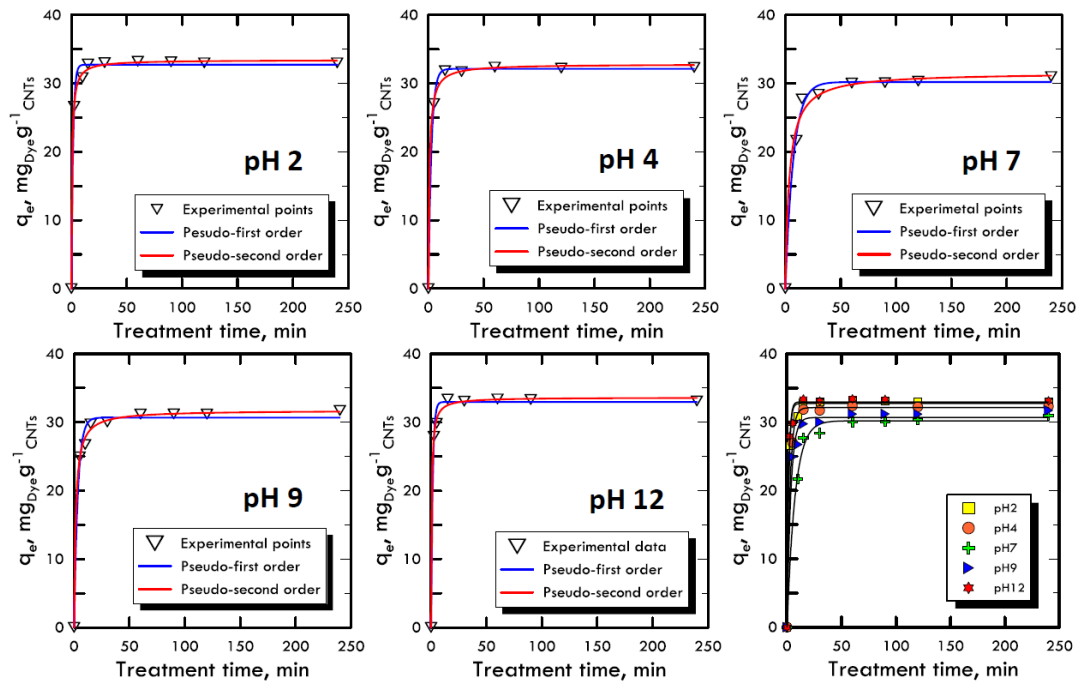 40
30
20
10
0
0 50 100 150 200 250
qe, mgDyeg-1CNTs
Treatment time, min
pH 2
Experimental points
Pesudo-first order
Pseudo-second order
40
30
20
10
0
0 50 100 150 200 250
qe, mgDyeg-1CNTs
Treatment time, min
pH 4
Experimental points
Pseudo-first order
Pseudo-second order
40
30
20
10
0
0 50 100 150 200 250
qe, mgDyeg-1CNTs
Treatment time, min
pH 7
Experimetal points
Pseudo-first order
Pseudo-second order
40
30
20
10
0
0 50 100 150 200 250
qe, mgDyeg-1CNTs
Treatment time, min
pH 9
Experimental points
Pseudo-first order
Pseudo-second order
40
30
20
10
0
0 50 100 150 200 250
qe, mgDyeg-1CNTs
Treatment time, min
pH 12
Experimental data
Pseudo-first order
Pseudo-second order
40
30
20
10
0
0 50 100 150 200 250
qe, mgDyeg-1CNTs
Treatment time, min
pH2
pH4
pH7
pH9
pH12